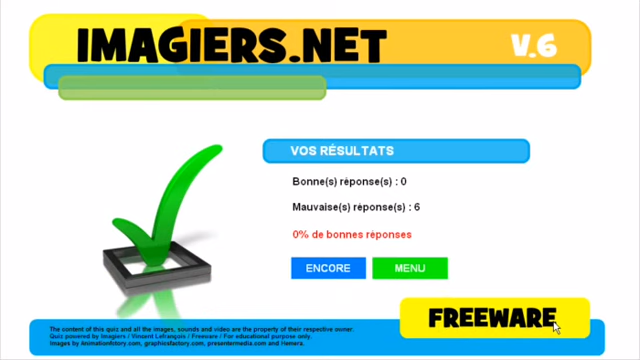 IMAGIERS.NET
V.6
VOS RÉSULTATS
Bonne(s) réponse(s) : 0
Mauvaise(s) réponse(s) : 6
0% de bonnes réponses
ENCORE
MENU
FREEWARE
The content of this quiz and all the images, sounds and video are the property of their respective owner.
Quiz powered by Imagiers / Vincent Lefrançois / Freeware / For educational purpose only.
Images by Animationfstory.com, graphicsfactory.com, presentermedia.com and Hemera.